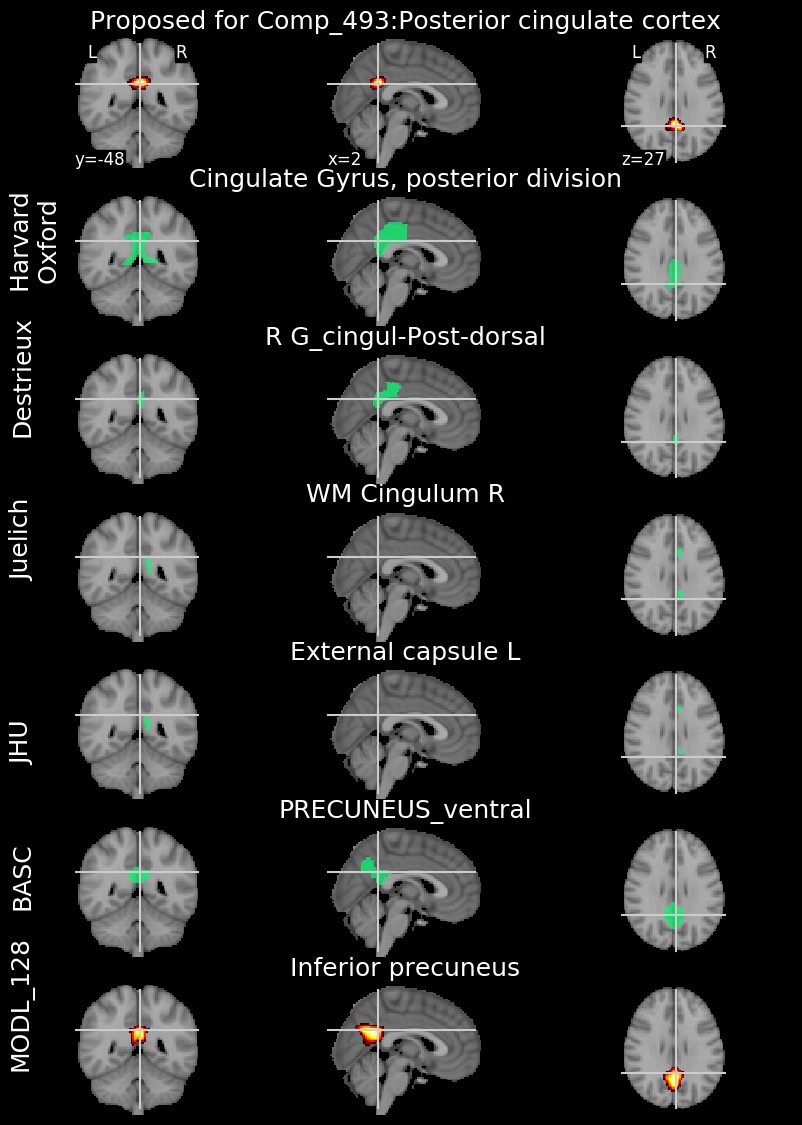 Proposed for Comp_493:Posterior cingulate cortex
L R
L R
y=-48
x=2
z=27
Cingulate Gyrus, posterior division
Harvard
Oxford
R G_cingul-Post-dorsal
Destrieux
WM Cingulum R
Juelich
External capsule L
JHU
PRECUNEUS_ventral
BASC
Inferior precuneus
MODL_128